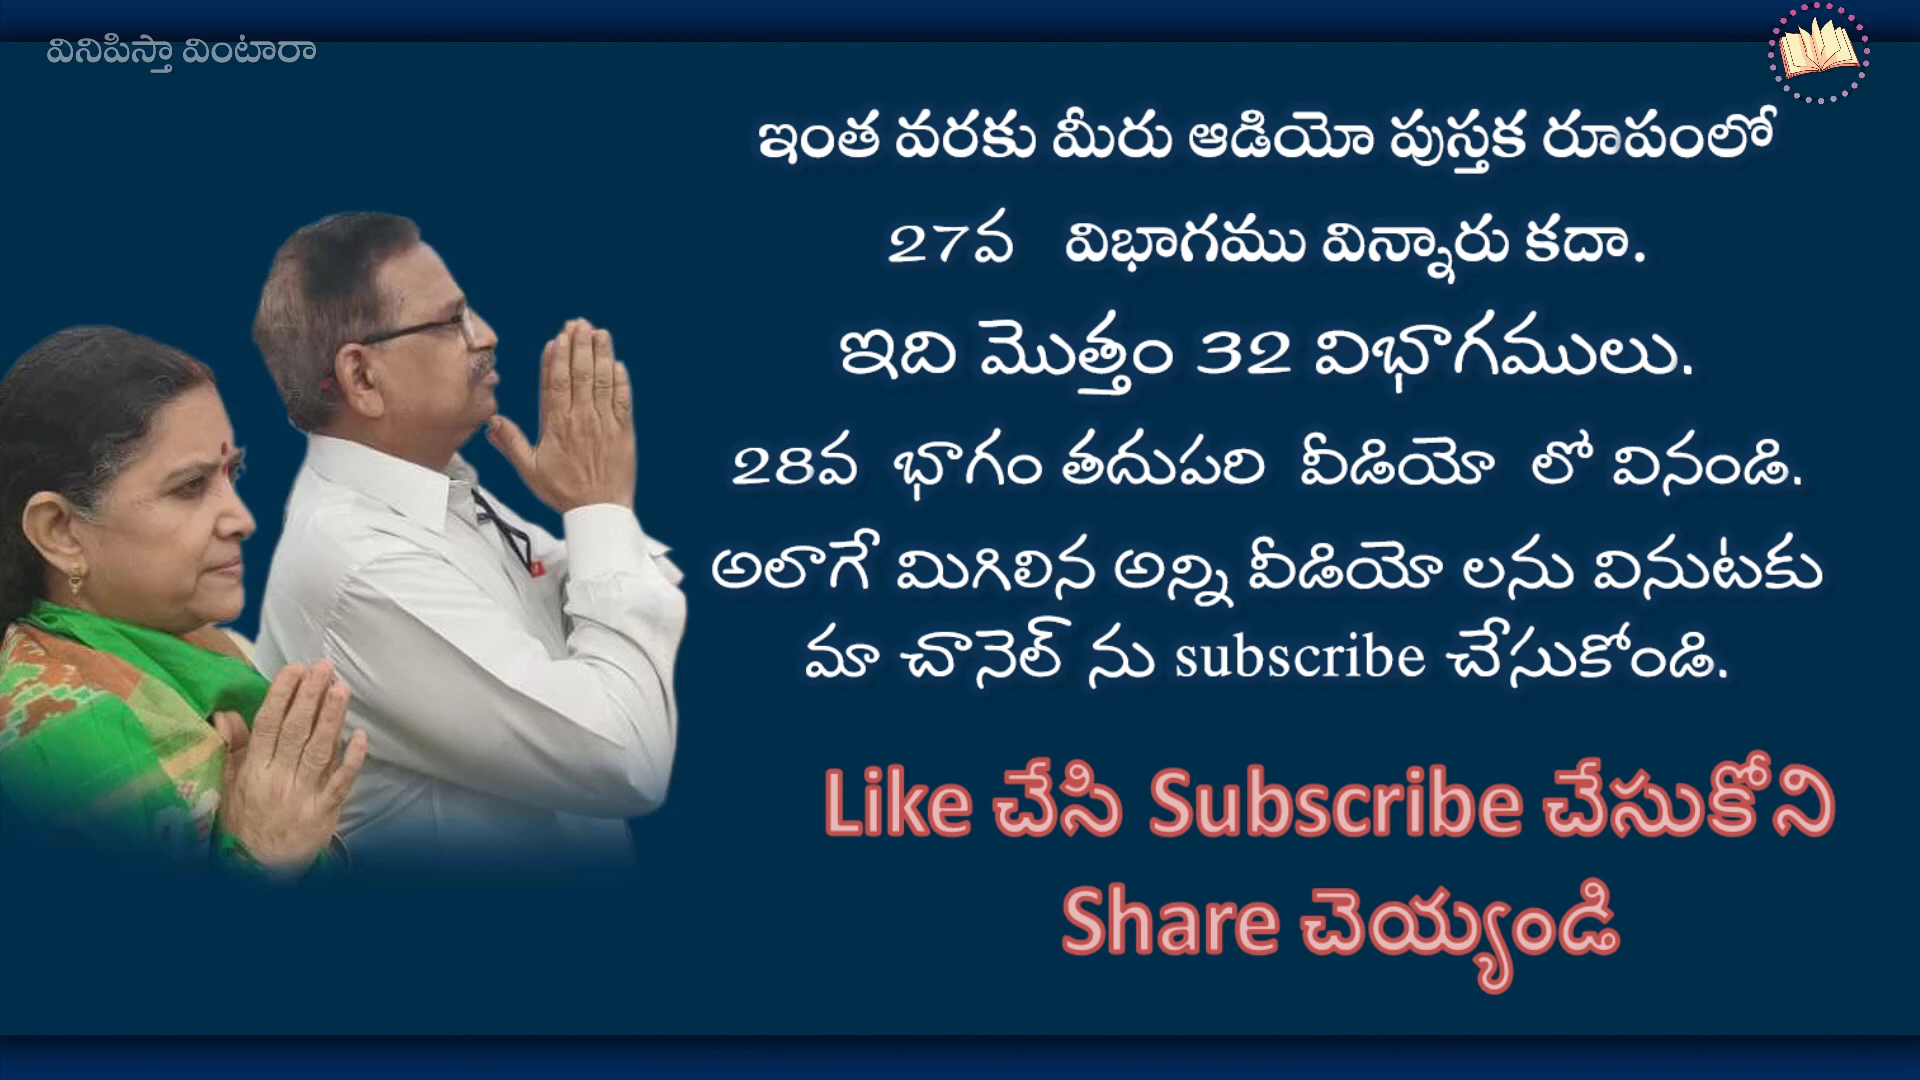 వినిపిస్తా వింటారా
ఇంత వరకు మీరు ఆడియో పుస్తక రూపంలో
27వ విభాగము విన్నారు కదా.
ఇది మొత్తం 32 విభాగములు.
28వ భాగం తదుపరి వీడియో లో వినండి.
అలాగే మిగిలిన అన్ని వీడియో లను వినుటకు
మా చానెల్ ను subscribe చేసుకోండి.
Like చేసి Subscribe చేసుకోని
Share చెయ్యండి